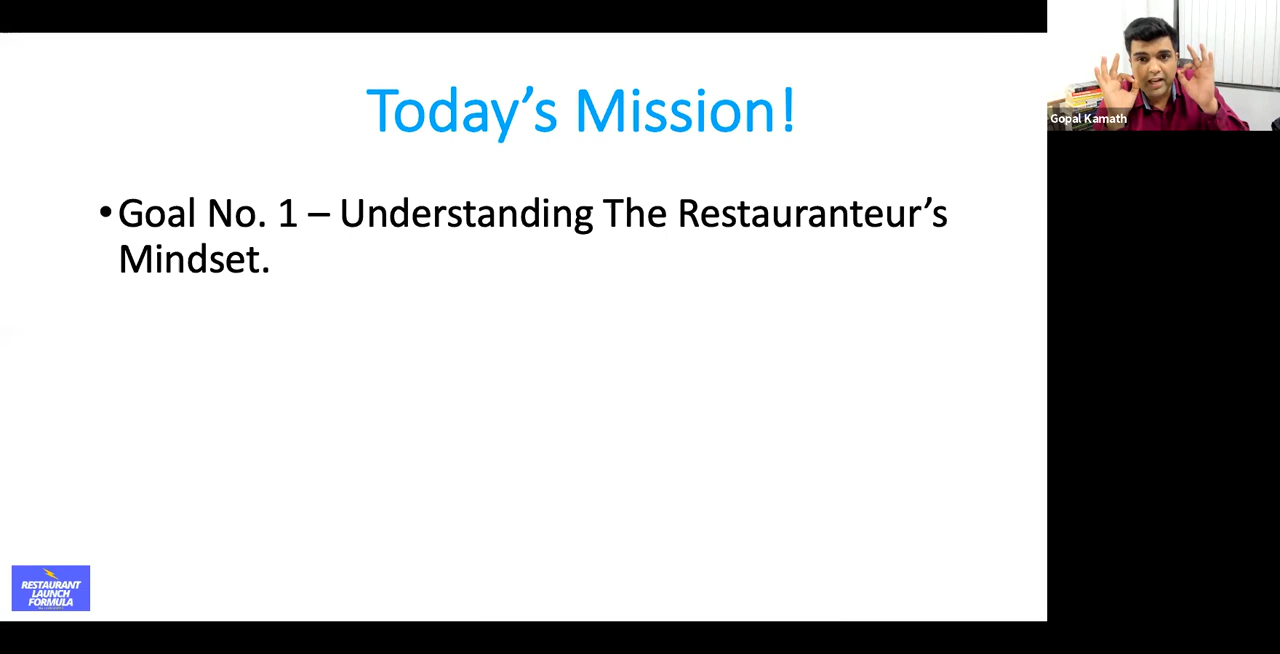 Today's Mission!
•Goal No. 1 – Understanding The Restauranteur's
Mindset.
Gopal Kamath
RESTAURANT
LAUNCH
FORMULA